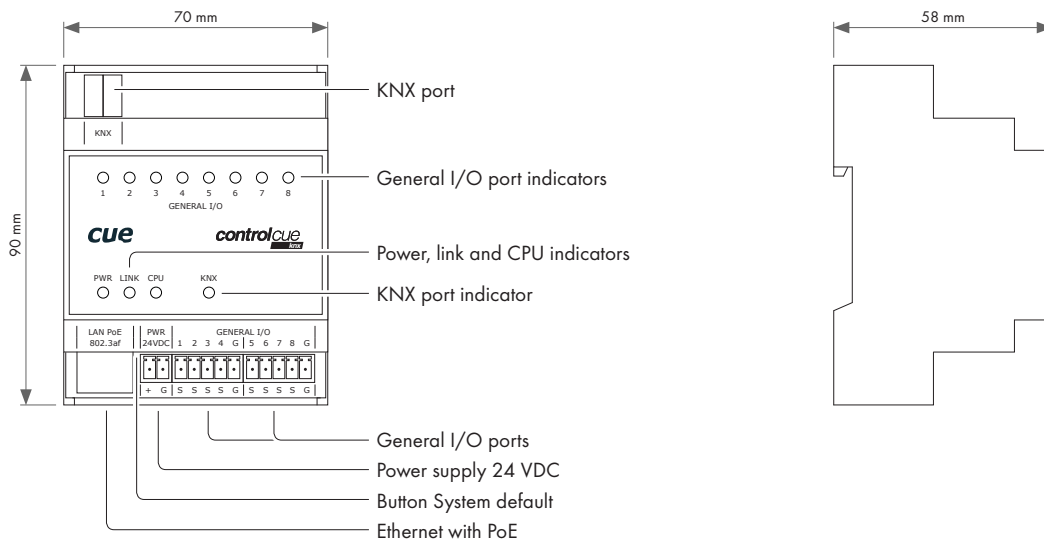 70 mm
58 mm
90 mm
KNX port
KNX
General I/O port indicators
1 2 3 4 5 6 7 8
GENERAL I/O
cue
controlcue
knx
Power, link and CPU indicators
PWR LINK CPU KNX
KNX port indicator
LAN PoE
802.3af
PWR
24VDC
GENERAL I/O
1 2 3 4 G 5 6 7 8 G
+ G S S S S G S S S S G
General I/O ports
Power supply 24 VDC
Button System default
Ethernet with PoE